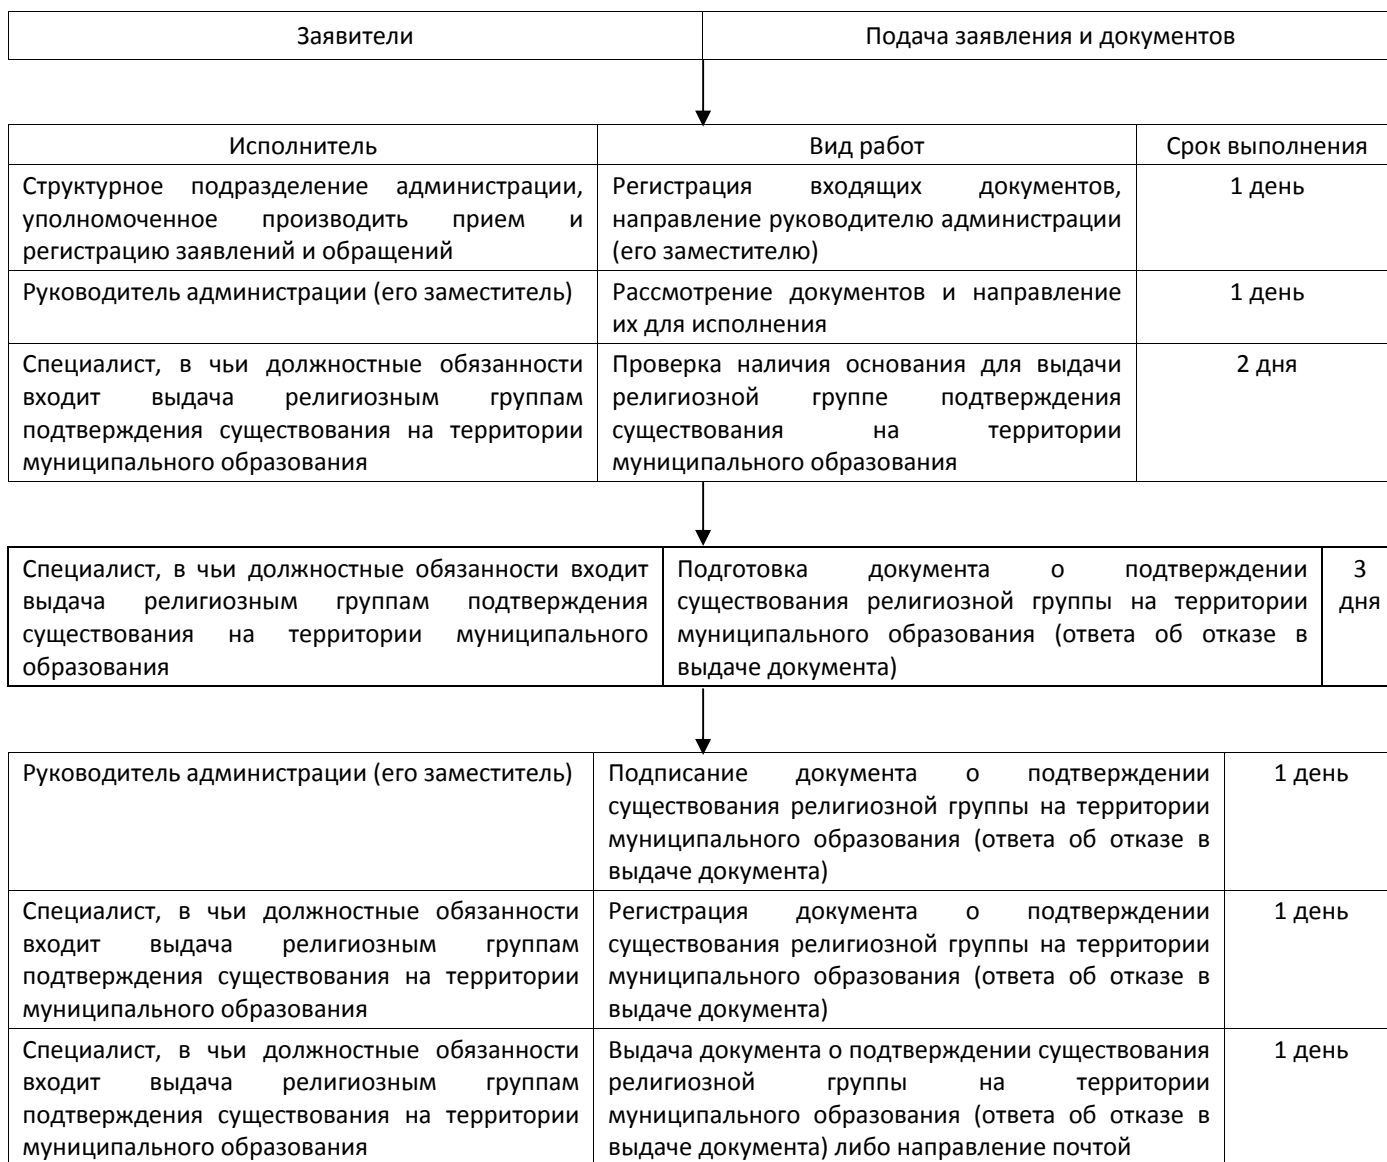 Заявители
Подача заявления и документов
Исполнитель
Вид работ
Срок выполнения
Структурное подразделение администрации,
уполномоченное производить прием и
регистрацию заявлений и обращений
Регистрация входящих документов,
направление руководителю администрации
(его заместителю)
1 день
Руководитель администрации (его заместитель)
Рассмотрение документов и направление
их для исполнения
1 день
Специалист, в чьи должностные обязанности
входит выдача религиозным группам
подтверждения существования на территории
муниципального образования
Проверка наличия основания для выдачи
религиозной группе подтверждения
существования на территории
муниципального образования
2 дня
Специалист, в чьи должностные обязанности входит
выдача религиозным группам подтверждения
существования на территории муниципального
образования
Подготовка документа о подтверждении
существования религиозной группы на территории
муниципального образования (ответа об отказе в
выдаче документа)
3
дня
Руководитель администрации (его заместитель)
Подписание документа о подтверждении
существования религиозной группы на территории
муниципального образования (ответа об отказе в
выдаче документа)
1 день
Специалист, в чьи должностные обязанности
входит выдача религиозным группам
подтверждения существования на территории
муниципального образования
Регистрация документа о подтверждении
существования религиозной группы на территории
муниципального образования (ответа об отказе в
выдаче документа)
1 день
Специалист, в чьи должностные обязанности
входит выдача религиозным группам
подтверждения существования на территории
муниципального образования
Выдача документа о подтверждении существования
религиозной группы на территории
муниципального образования (ответа об отказе в
выдаче документа) либо направление почтой
1 день